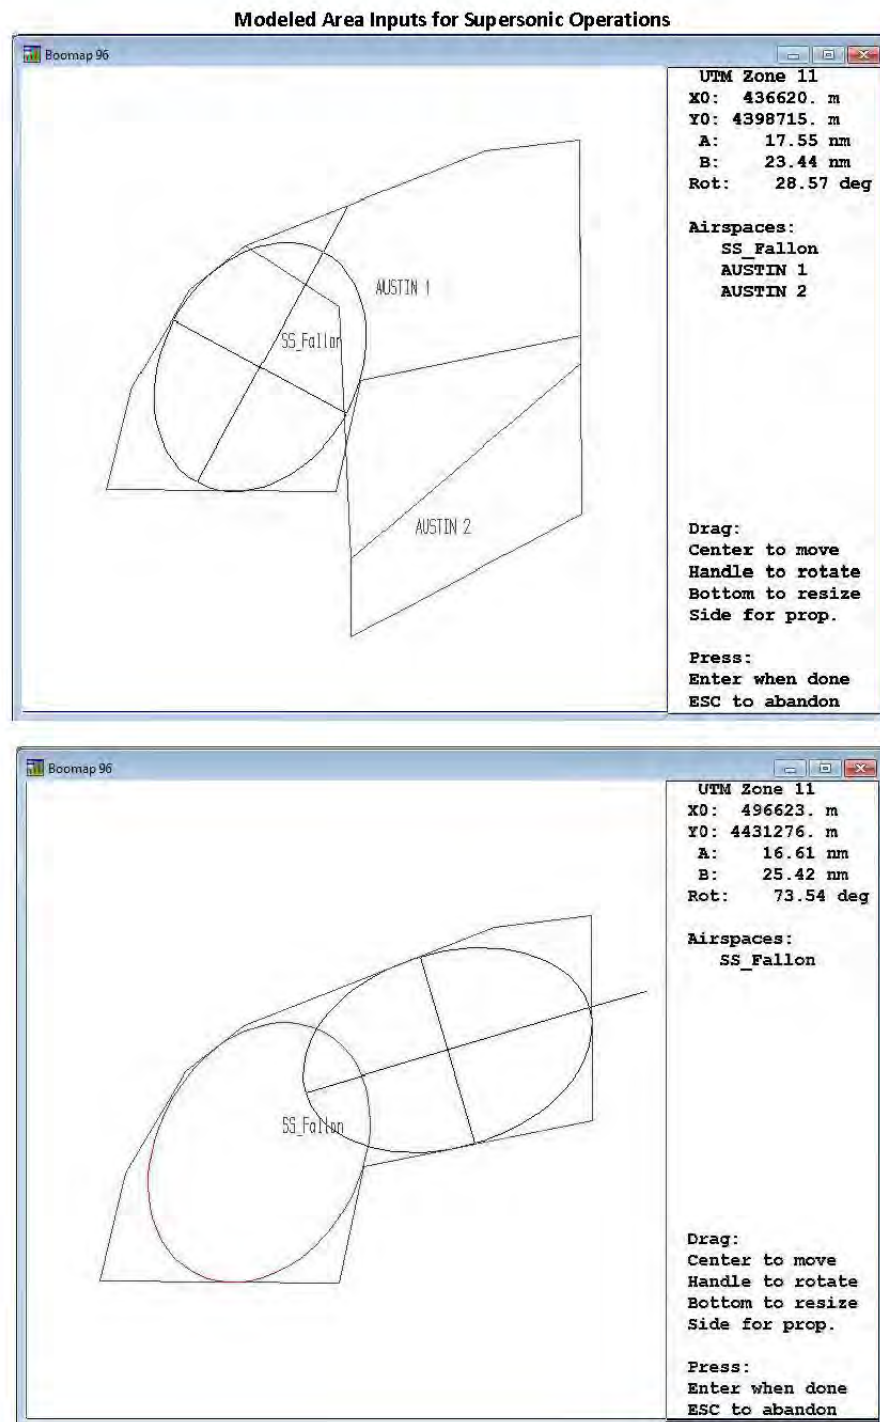 Modeled Area Inputs for Supersonic Operations
Boomap 96
UTM Zone 11
X0: 436620. m
Y0: 4398715. m
A: 17.55 nm
B: 23.44 nm
Rot: 28.57 deg
Airspaces:
SS_Fallon
AUSTIN 1
AUSTIN 2
AUSTIN 1
SS_Fallon
AUSTIN 2
Drag:
Center to move
Handle to rotate
Bottom to resize
Side for prop.
Press:
Enter when done
ESC to abandon
Boomap 96
UTM Zone 11
X0: 496623. m
Y0: 4431276. m
A: 16.61 nm
B: 25.42 nm
Rot: 73.54 deg
Airspaces:
SS_Fallon
SS_Fallon
Drag:
Center to move
Handle to rotate
Bottom to resize
Side for prop.
Press:
Enter when done
ESC to abandon